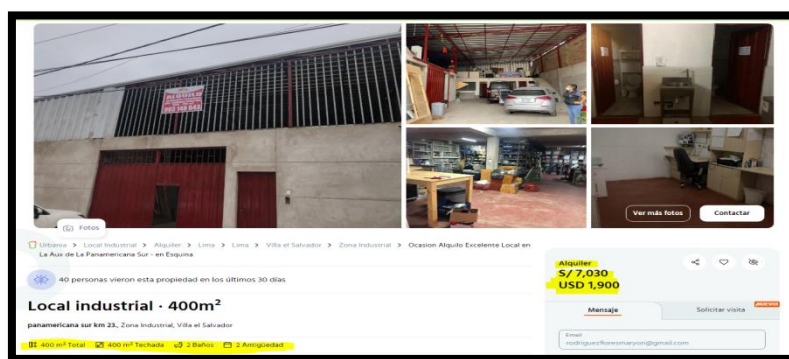 ALQUILO
Ver más fotos
Contactar
Fotos
Urbania > Local Industrial > Alquiler > Lima > Lima > Villa el Salvador > Zona Industrial > Ocasion Alquilo Excelente Local en
La Aux de La Panamericana Sur - en Esquina
40 personas vieron esta propiedad en los últimos 30 días
Local industrial · 400m²
panamericana sur km 23., Zona Industrial, Villa el Salvador
400 m² Total 400 m² Techada 2 Baños 2 Antigüedad
Alquiler
S/ 7,030
USD 1,900
NUEVO
Mensaje
Solicitar visita
Email
rodriguezfloresmaryori@gmail.com